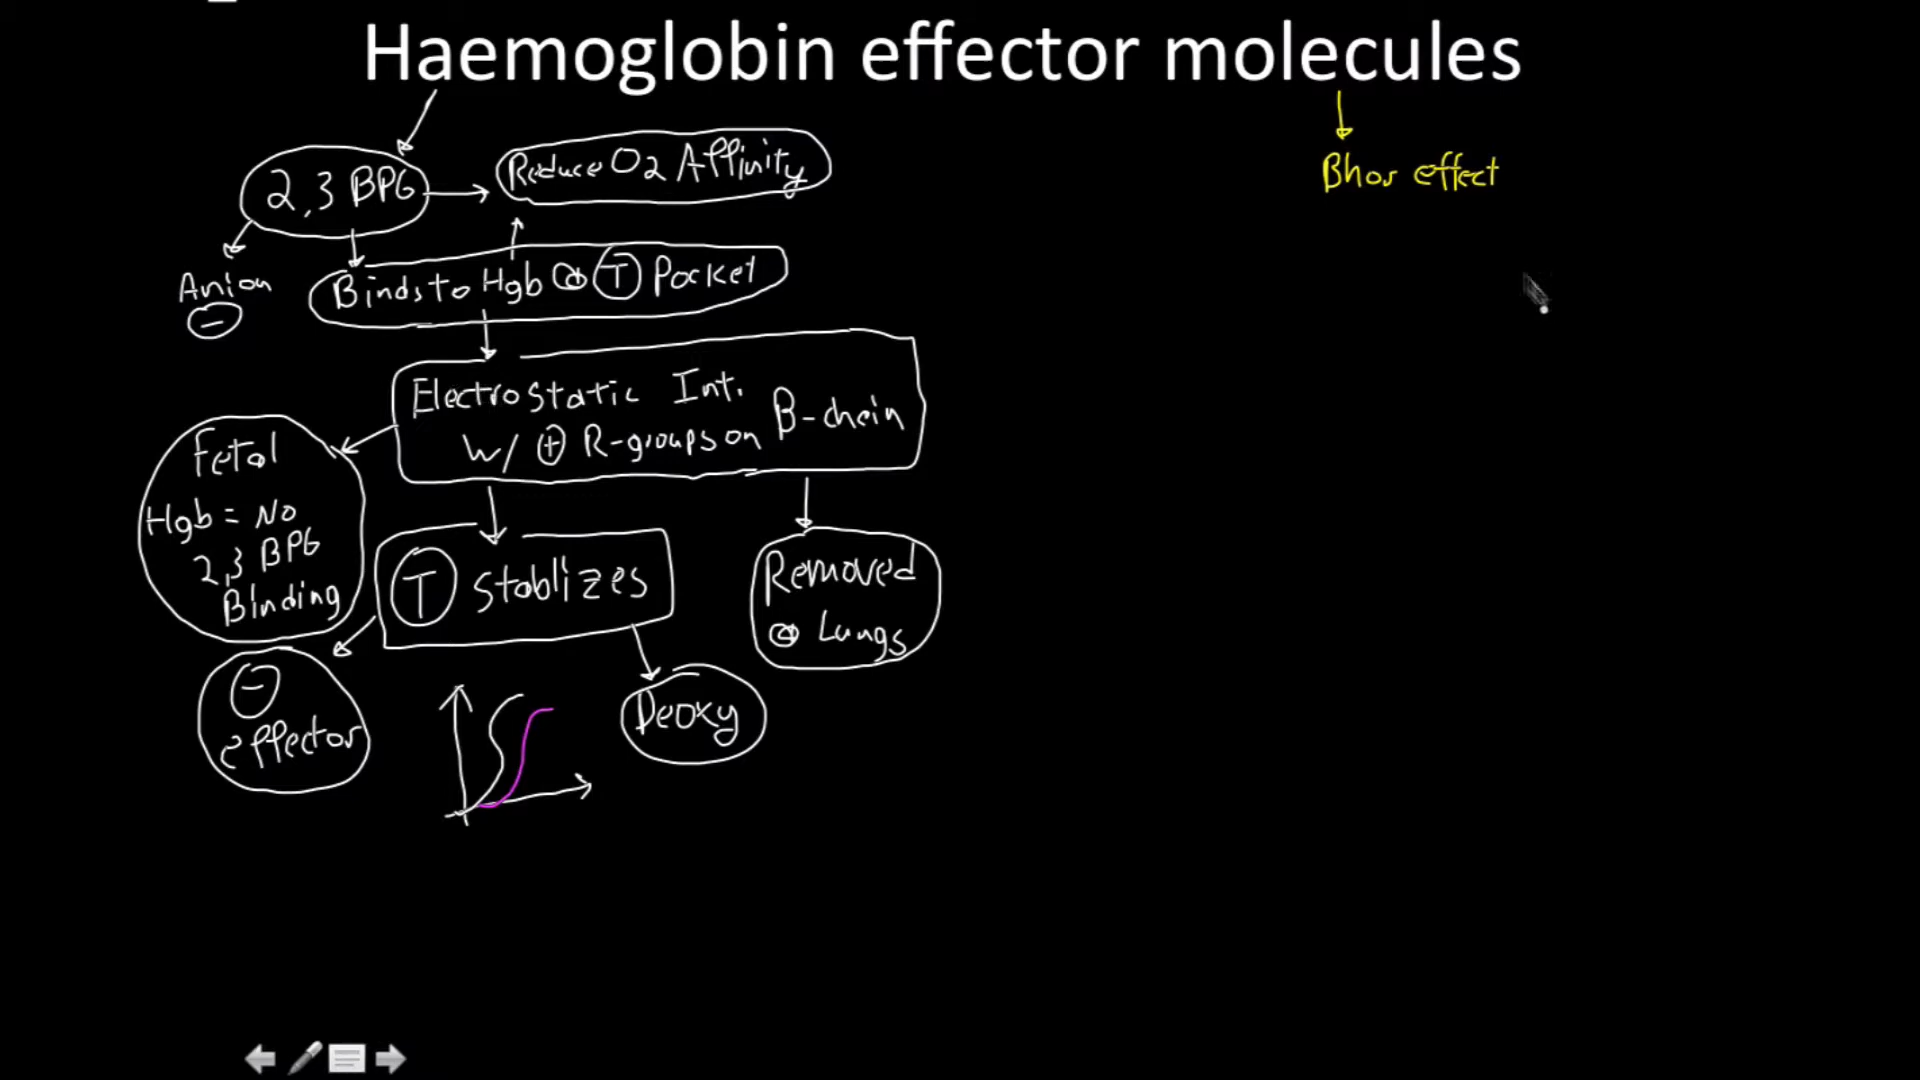 Haemoglobin effector molecules
2,3 BPG
Reduce O2 Affinity
Anion
−
Binds to Hgb @ T Pocket
Electrostatic Int.
w/ + R-groups on B-chein
Fetal
Hgb = No
2,3 BPG
Binding
T stablizes
Removed
@ Lungs
−
effector
Deoxy
Bhor effect